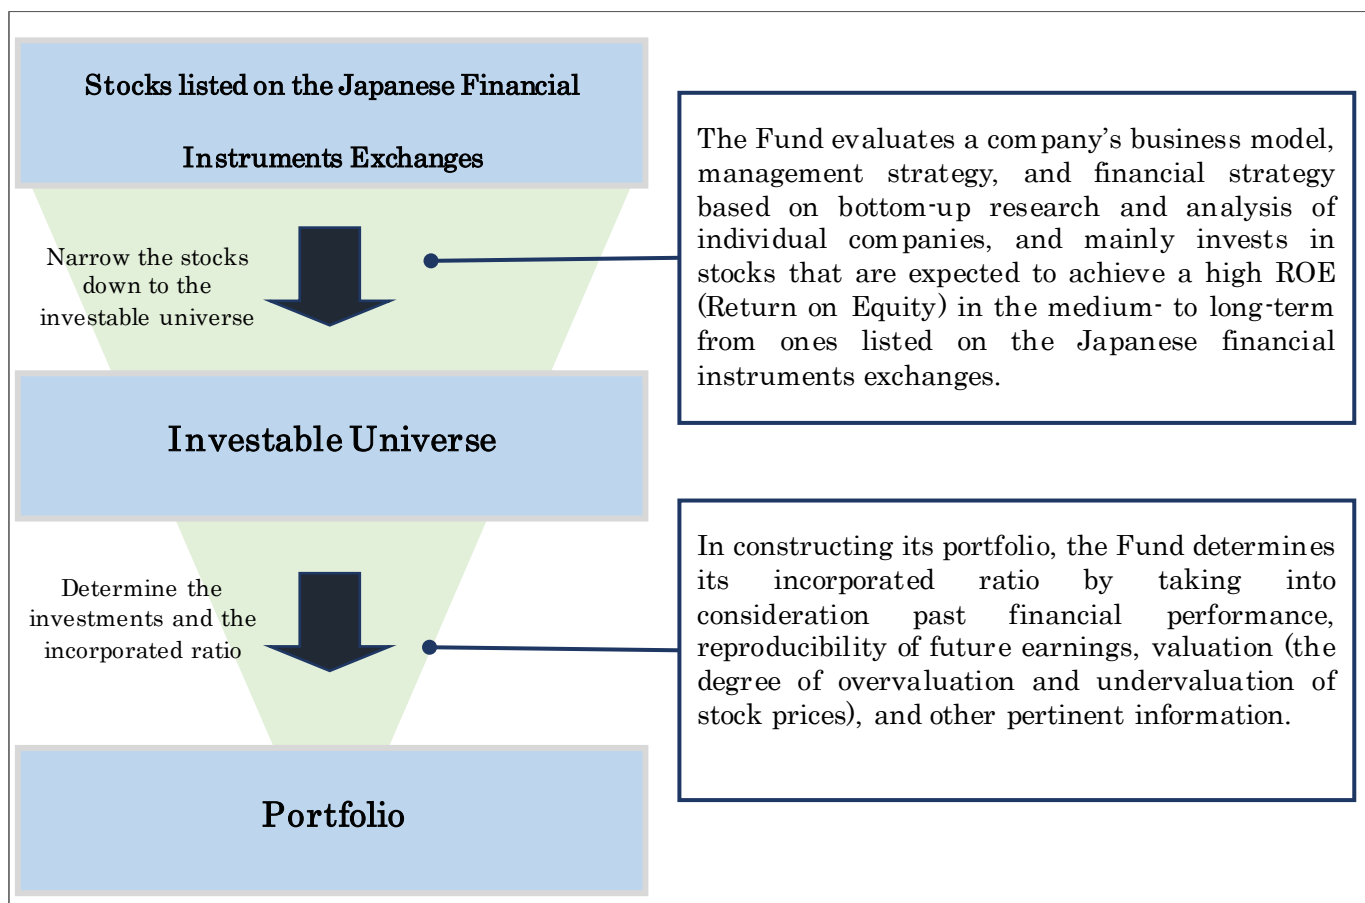 Stocks listed on the Japanese Financial
Instruments Exchanges
Narrow the stocks
down to the
investable universe
The Fund evaluates a company’s business model,
management strategy, and financial strategy
based on bottom-up research and analysis of
individual companies, and mainly invests in
stocks that are expected to achieve a high ROE
(Return on Equity) in the medium- to long-term
from ones listed on the Japanese financial
instruments exchanges.
Investable Universe
Determine the
investments and the
incorporated ratio
In constructing its portfolio, the Fund determines
its incorporated ratio by taking into
consideration past financial performance,
reproducibility of future earnings, valuation (the
degree of overvaluation and undervaluation of
stock prices), and other pertinent information.
Portfolio